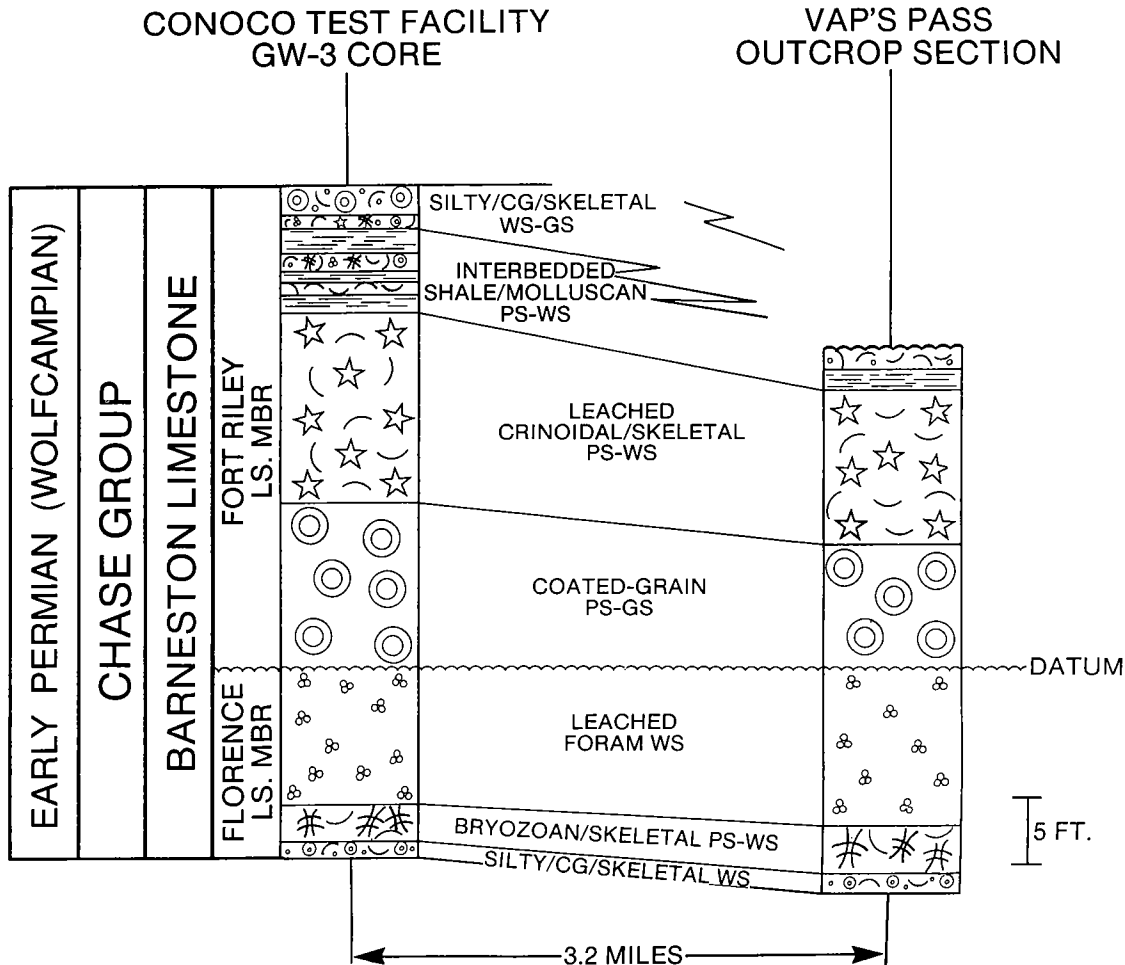 CONOCO TEST FACILITY
GW-3 CORE
VAP'S PASS
OUTCROP SECTION
EARLY PERMIAN (WOLFCAMPIAN)
CHASE GROUP
BARNESTON LIMESTONE
FORT RILEY
LS. MBR
FLORENCE
LS. MBR
SILTY/CG/SKELETAL
WS-GS
INTERBEDDED
SHALE/MOLLUSCAN
PS-WS
LEACHED
CRINOIDAL/SKELETAL
PS-WS
COATED-GRAIN
PS-GS
DATUM
LEACHED
FORAM WS
BRYOZOAN/SKELETAL PS-WS
SILTY/CG/SKELETAL WS
5 FT.
3.2 MILES